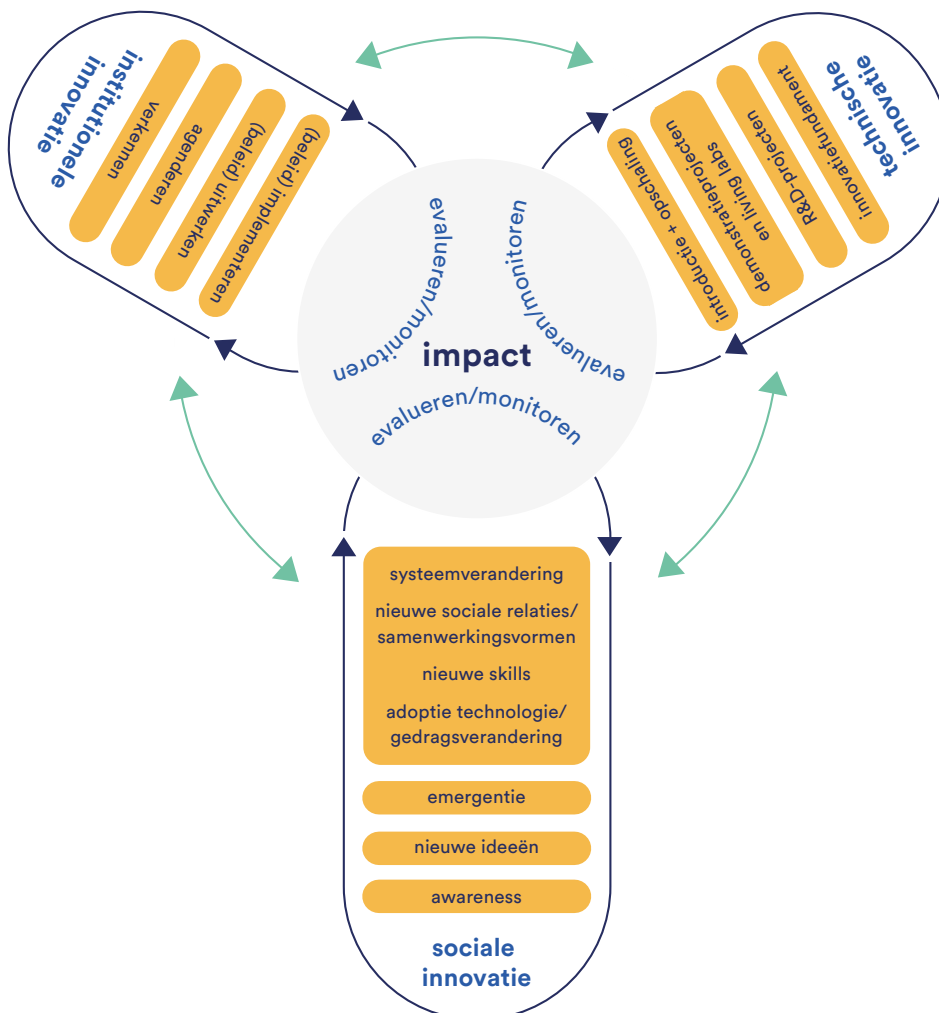 institutionele
innovatie
verkennen
agenderen
(beleid) uitwerken
(beleid) implementeren
technische
innovatie
innovatiefundament
R&D-projecten
demonstratieprojecten
en living labs
introductie + opschaling
evalueren/monitoren
evalueren/monitoren
impact
evalueren/monitoren
systeemverandering
nieuwe sociale relaties/
samenwerkingsvormen
nieuwe skills
adoptie technologie/
gedragsverandering
emergentie
nieuwe ideeën
awareness
sociale
innovatie